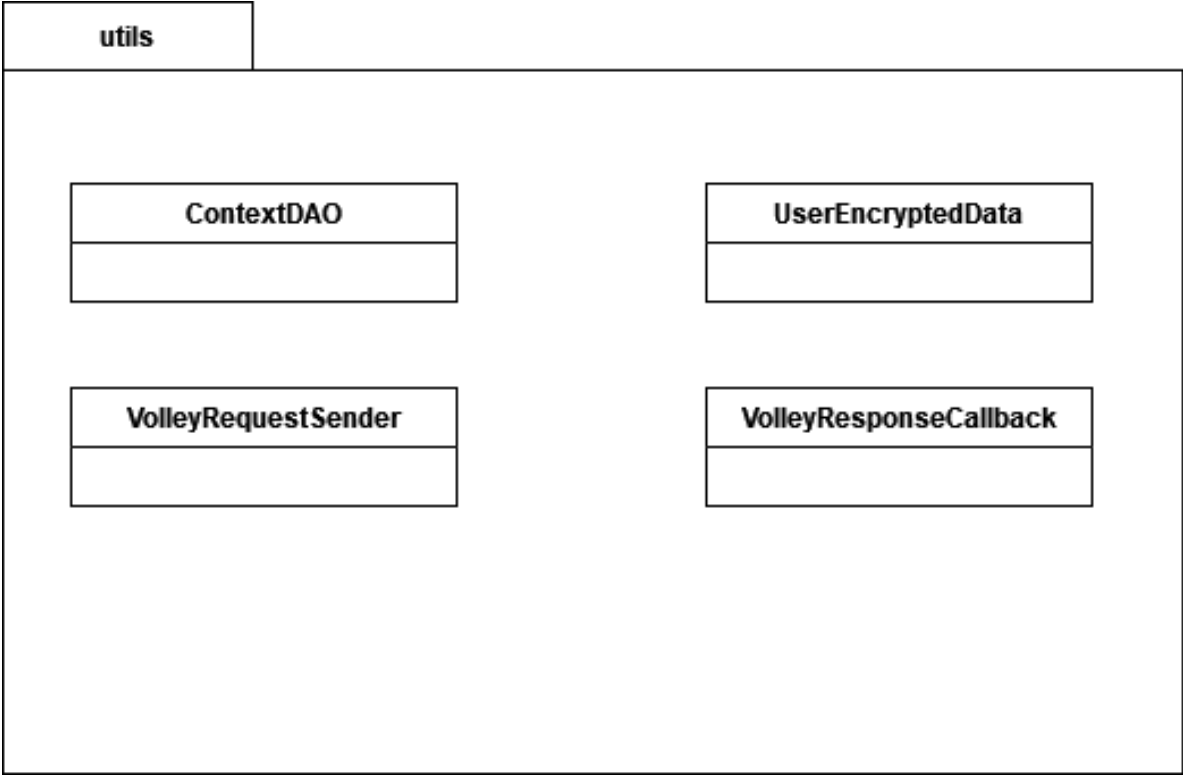 utils
ContextDAO
UserEncryptedData
VolleyRequestSender
VolleyResponseCallback